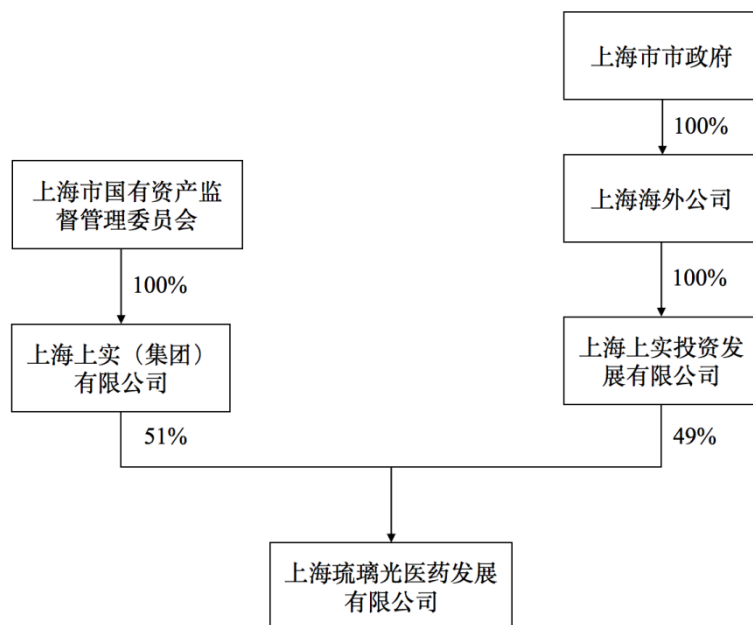 上海市市政府
100%
上海市国有资产监
督管理委员会
上海海外公司
100%
100%
上海上实（集团）
有限公司
上海上实投资发
展有限公司
51%
49%
上海琉璃光医药发展
有限公司